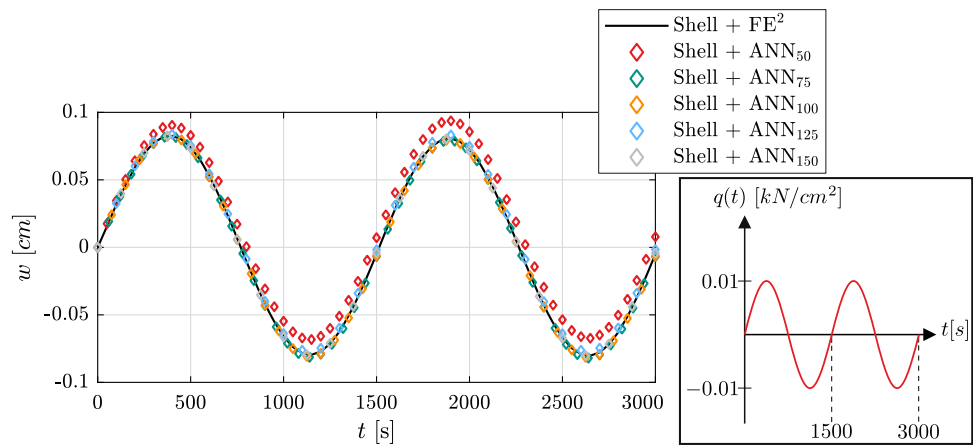 Shell + FE²
Shell + ANN₅₀
Shell + ANN₇₅
Shell + ANN₁₀₀
Shell + ANN₁₂₅
Shell + ANN₁₅₀
0.1
0.05
0
-0.05
-0.1
w [cm]
0 500 1000 1500 2000 2500 3000
t [s]
q(t) [kN/cm²]
0.01
t[s]
−0.01
1500 3000